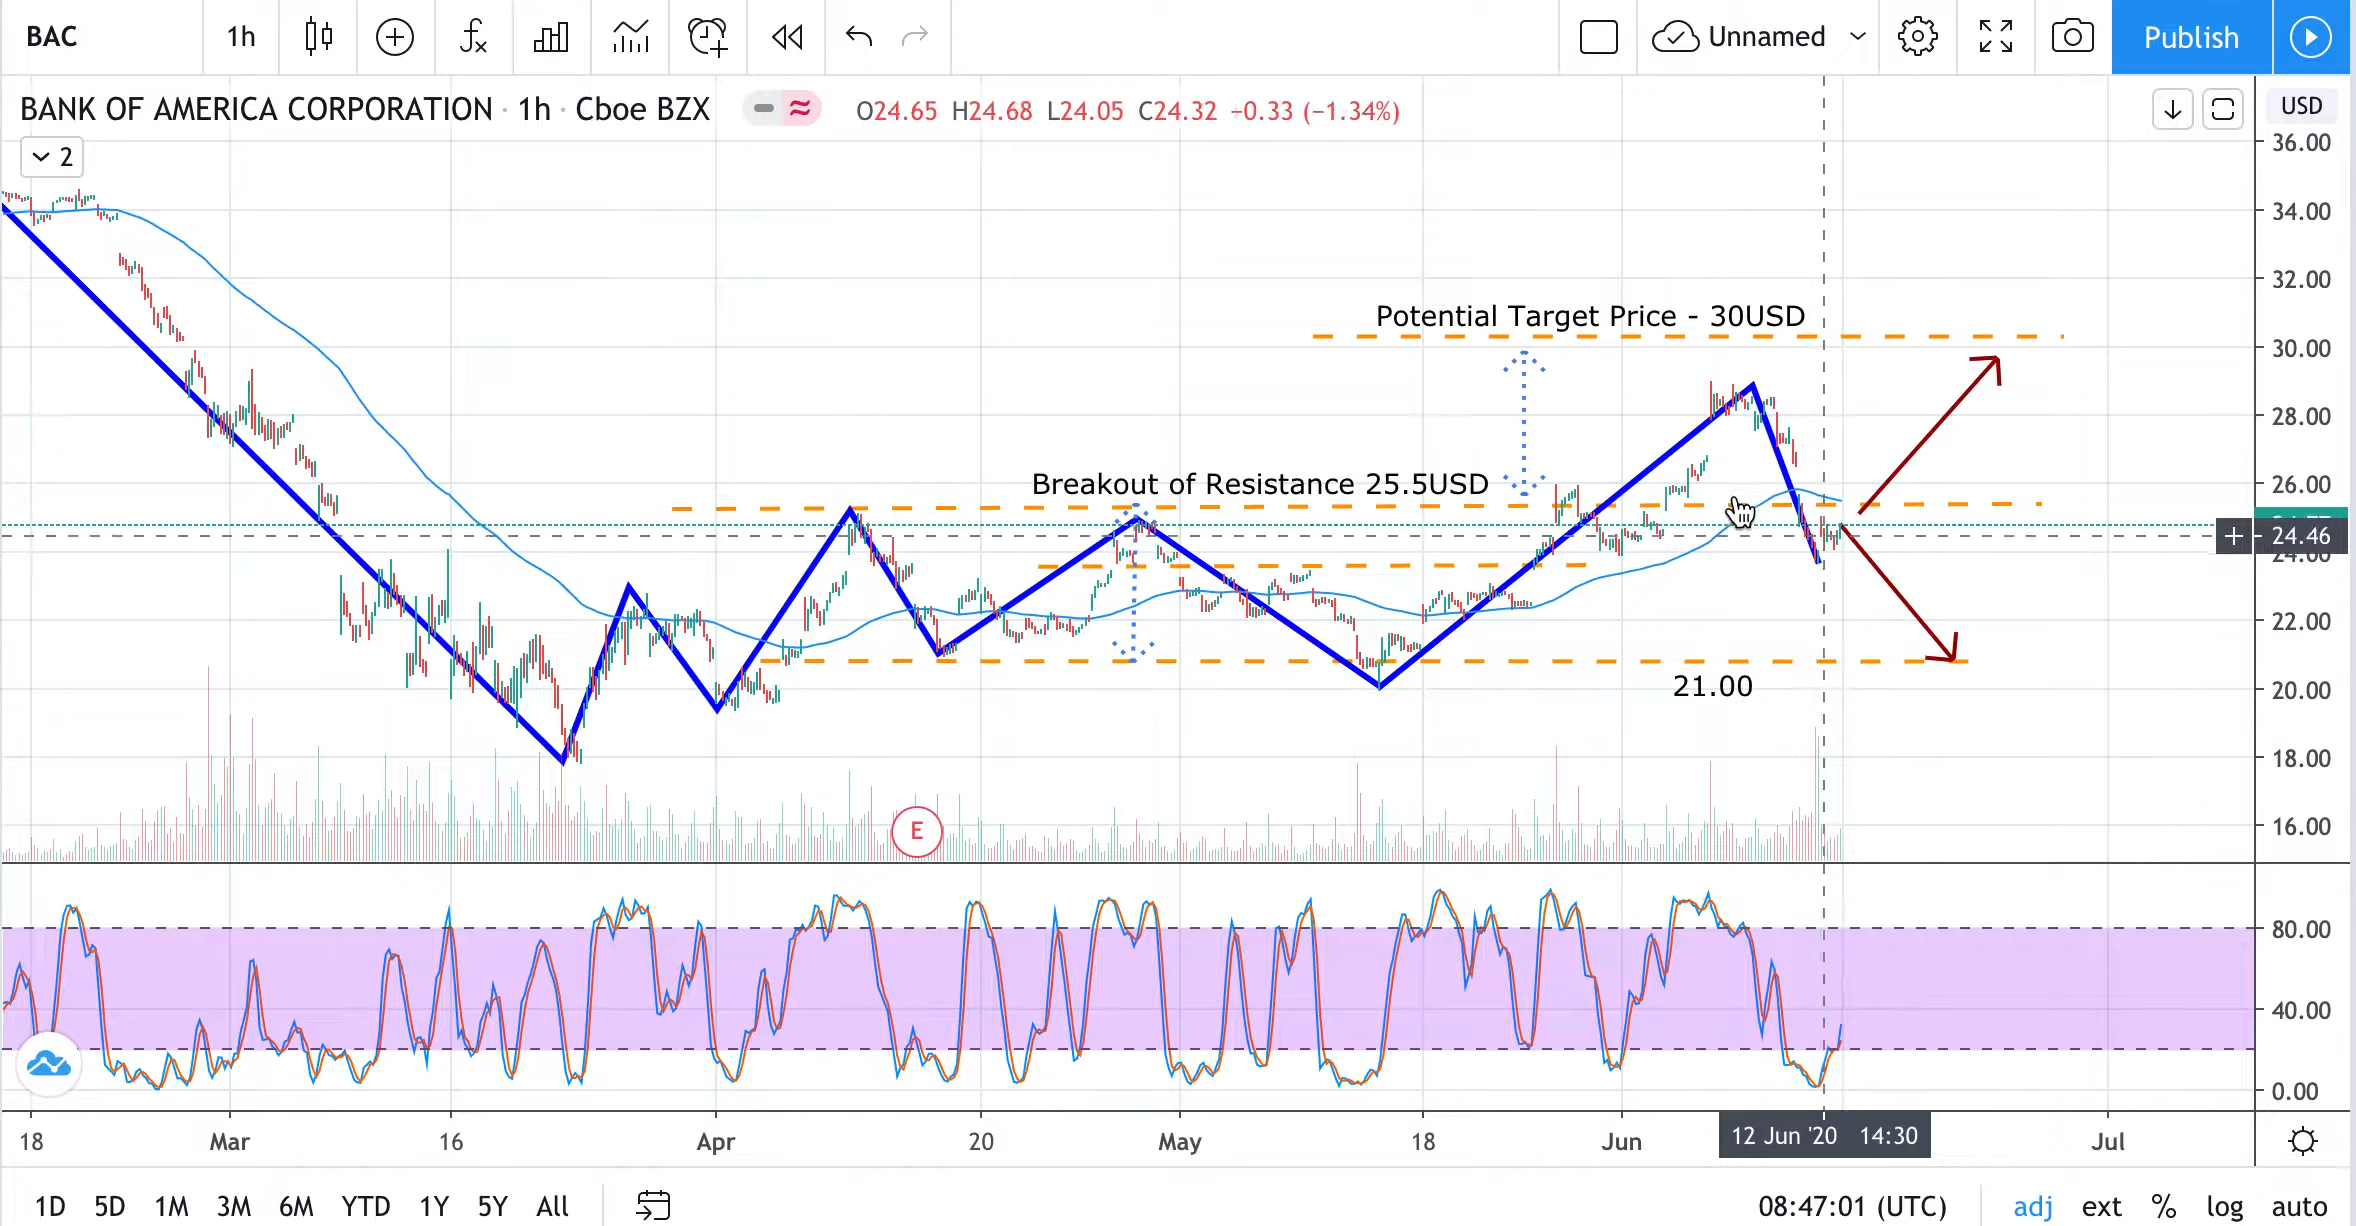 BAC 1h Unnamed Publish
BANK OF AMERICA CORPORATION · 1h · Cboe BZX O24.65 H24.68 L24.05 C24.32 −0.33 (−1.34%) USD
2
36.00
34.00
32.00
Potential Target Price - 30USD
30.00
28.00
Breakout of Resistance 25.5USD
26.00
24.46
24.00
22.00
21.00
20.00
18.00
16.00
E
80.00
40.00
0.00
18 Mar 16 Apr 20 May 18 Jun 12 Jun '20 14:30 Jul
1D 5D 1M 3M 6M YTD 1Y 5Y All 08:47:01 (UTC) adj ext % log auto